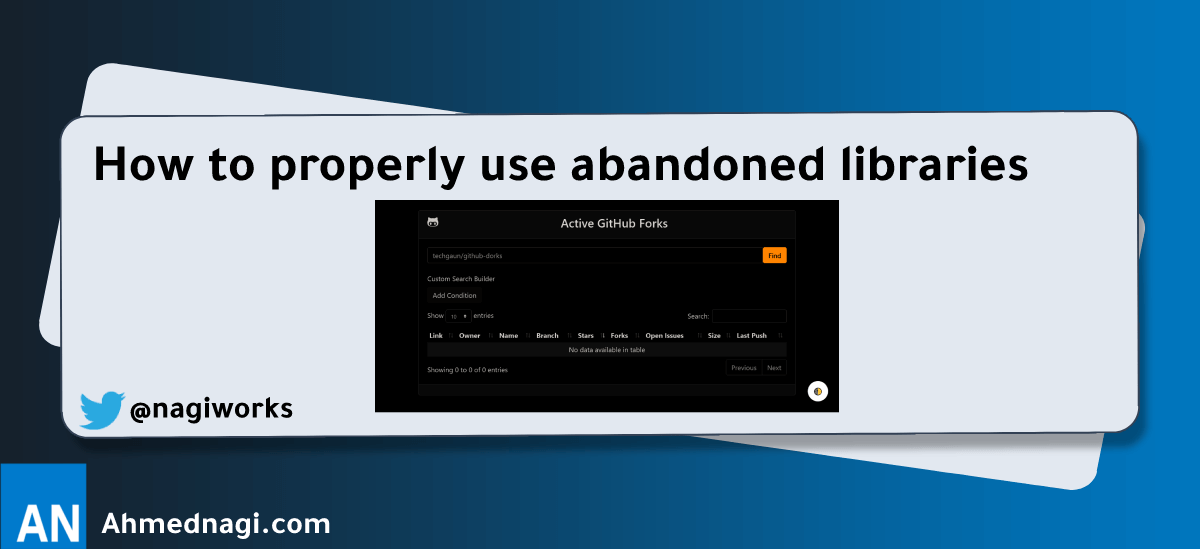 How to properly use abandoned libraries
Active GitHub Forks
techgaun/github-dorks Find
Custom Search Builder
Add Condition
Show 10 entries Search:
Link Owner Name Branch Stars Forks Open Issues Size Last Push
No data available in table
Showing 0 to 0 of 0 entries Previous Next
@nagiworks
AN Ahmednagi.com